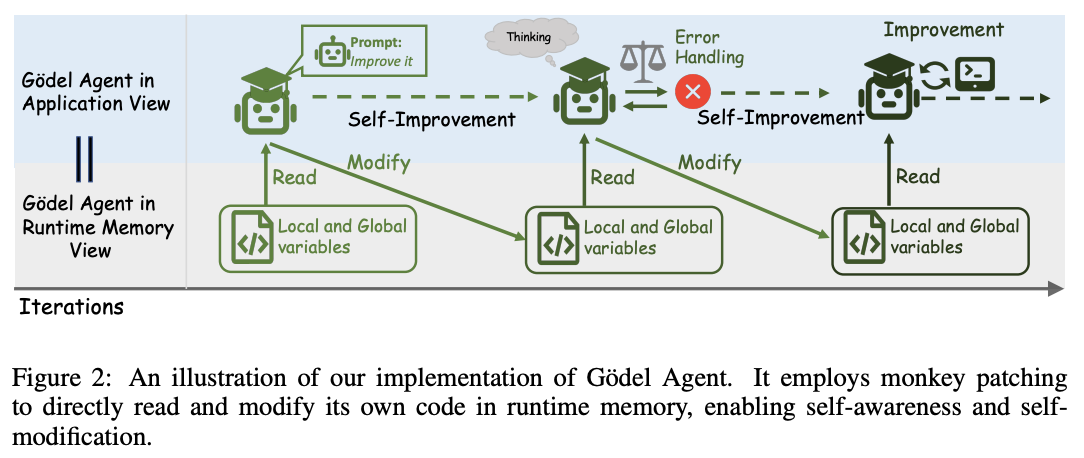 Gödel Agent in
Application View
Gödel Agent in
Runtime Memory
View
Prompt:
Improve it
Self-Improvement
Thinking
Error
Handling
Self-Improvement
Improvement
Read
Modify
Read
Modify
Read
Local and Global
variables
Local and Global
variables
Local and Global
variables
Iterations
Figure 2: An illustration of our implementation of Gödel Agent. It employs monkey patching
to directly read and modify its own code in runtime memory, enabling self-awareness and self-
modification.